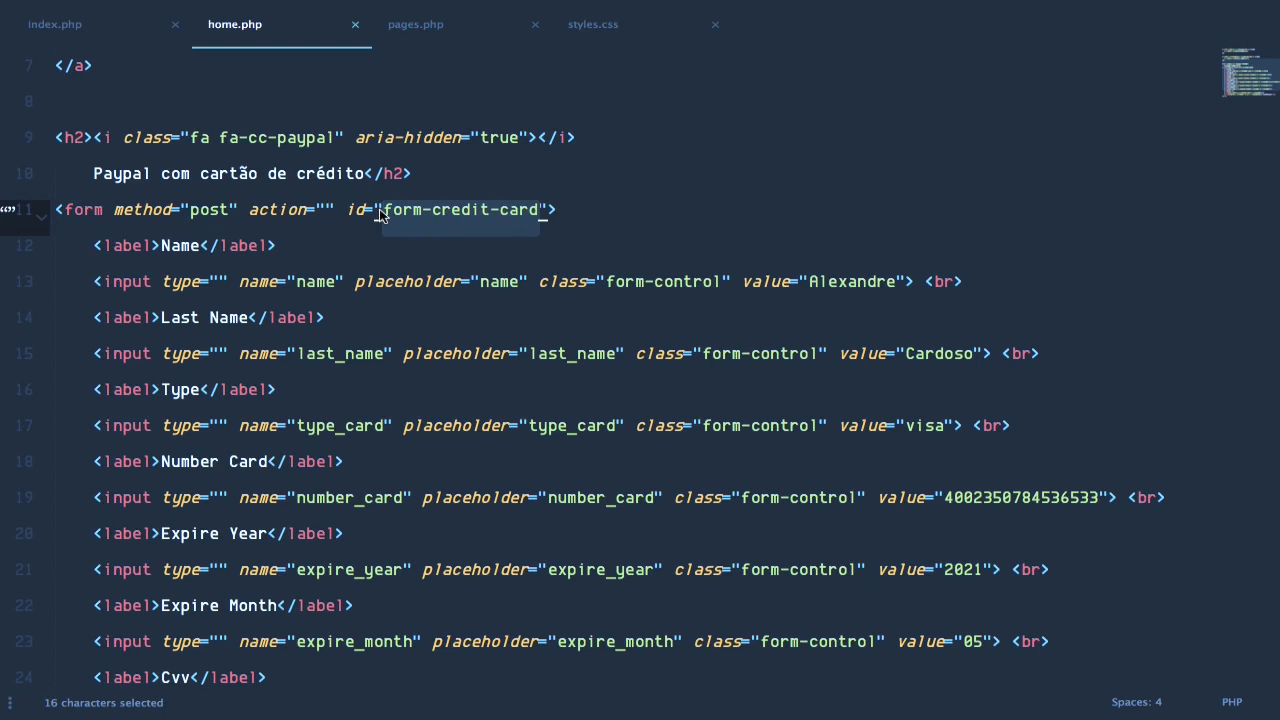 index.php × home.php × pages.php × styles.css ×
7 </a>
8
9 <h2><i class="fa fa-cc-paypal" aria-hidden="true"></i>
10 Paypal com cartão de crédito</h2>
11 <form method="post" action="" id="form-credit-card">
12 <label>Name</label>
13 <input type="" name="name" placeholder="name" class="form-control" value="Alexandre"> <br>
14 <label>Last Name</label>
15 <input type="" name="last_name" placeholder="last_name" class="form-control" value="Cardoso"> <br>
16 <label>Type</label>
17 <input type="" name="type_card" placeholder="type_card" class="form-control" value="visa"> <br>
18 <label>Number Card</label>
19 <input type="" name="number_card" placeholder="number_card" class="form-control" value="4002350784536533"> <br>
20 <label>Expire Year</label>
21 <input type="" name="expire_year" placeholder="expire_year" class="form-control" value="2021"> <br>
22 <label>Expire Month</label>
23 <input type="" name="expire_month" placeholder="expire_month" class="form-control" value="05"> <br>
24 <label>Cvv</label>
16 characters selected Spaces: 4 PHP